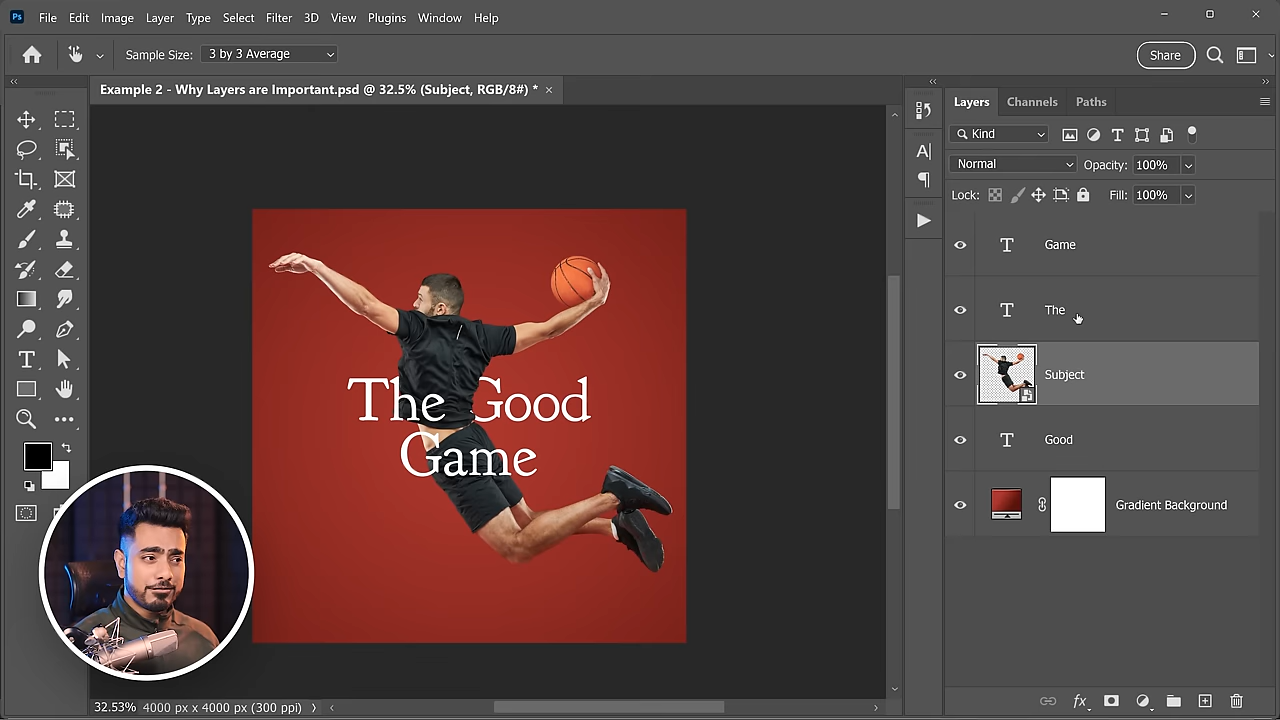 Ps File Edit Image Layer Type Select Filter 3D View Plugins Window Help
Sample Size: 3 by 3 Average Share
Example 2 - Why Layers are Important.psd @ 32.5% (Subject, RGB/8#) *
Layers Channels Paths
Kind
Normal Opacity: 100%
Lock: Fill: 100%
Game
The
Subject
Good
Gradient Background
The Good
Game
32.53% 4000 px x 4000 px (300 ppi)